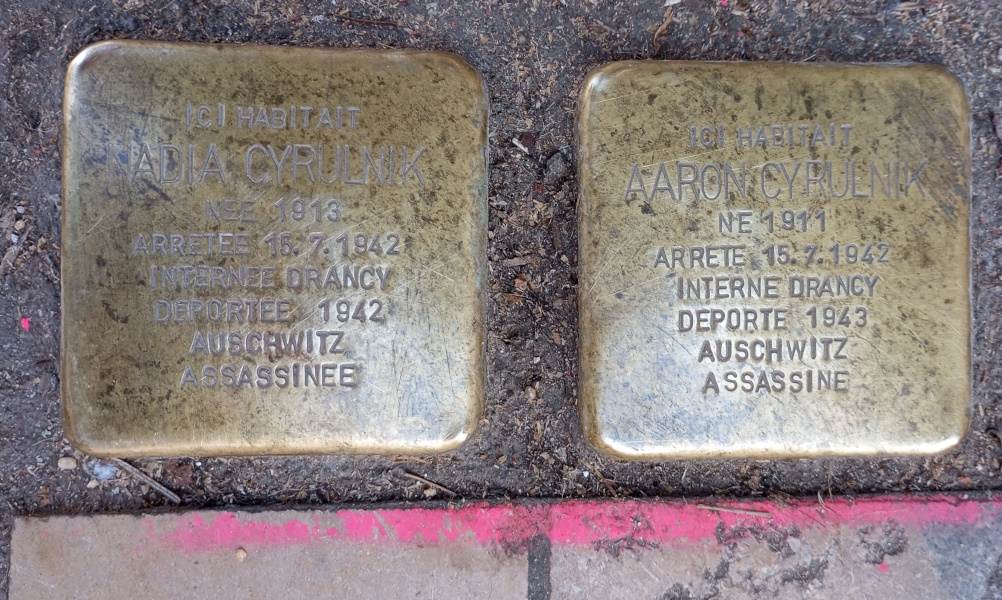 ICI HABITAIT
NADIA CYRULNIK
NEE 1913
ARRETEE 15.7.1942
INTERNEE DRANCY
DEPORTEE 1942
AUSCHWITZ
ASSASSINEE
ICI HABITAIT
AARON CYRULNIK
NE 1911
ARRETE 15.7.1942
INTERNE DRANCY
DEPORTE 1943
AUSCHWITZ
ASSASSINE